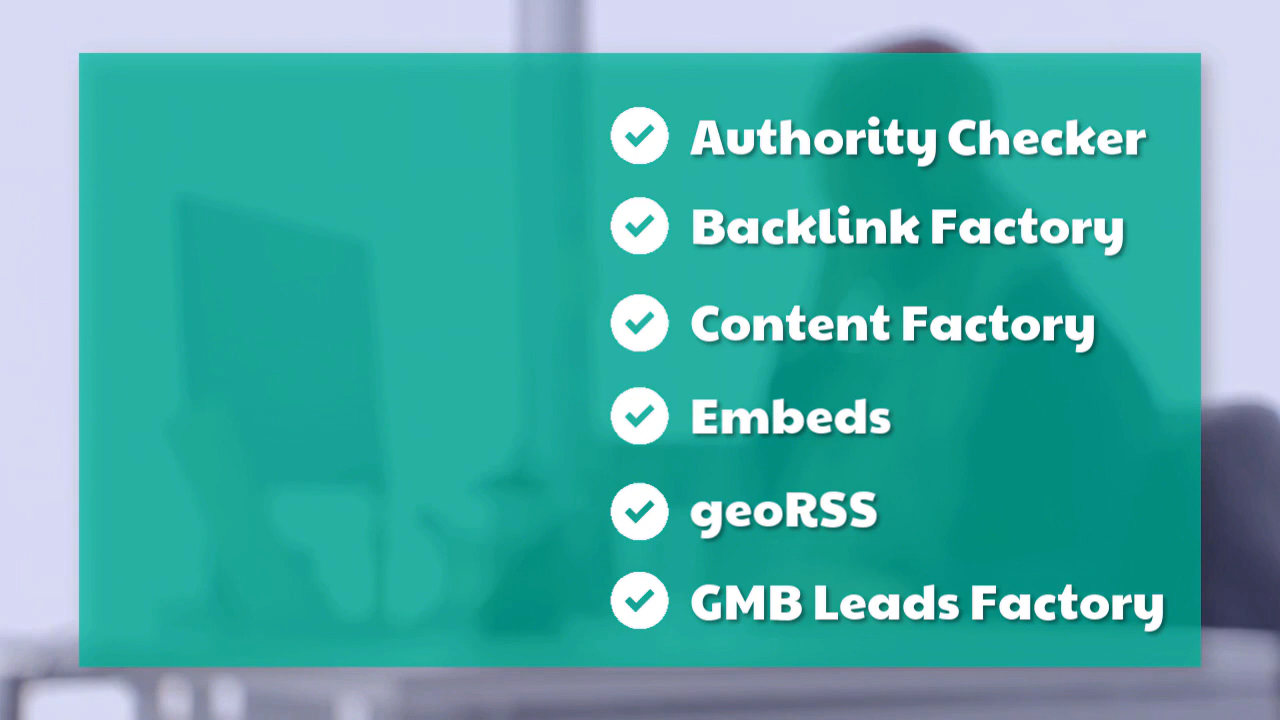 Authority Checker
Backlink Factory
Content Factory
Embeds
geoRSS
GMB Leads Factory